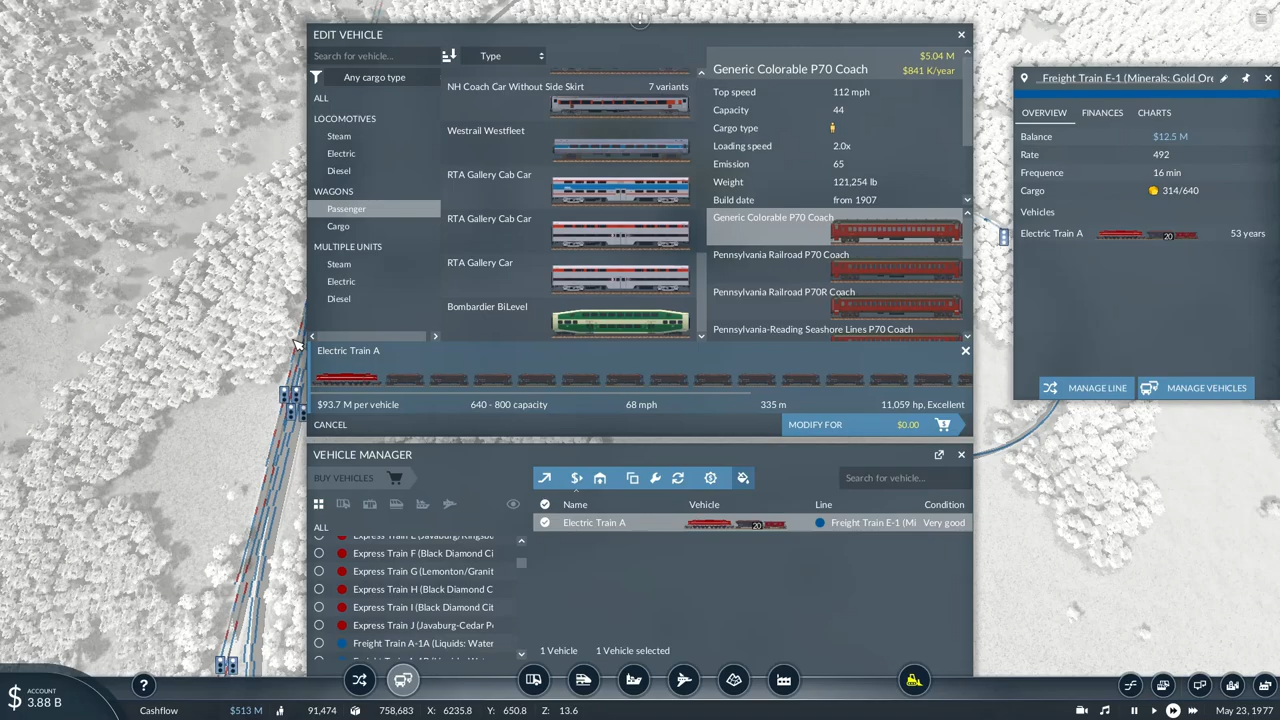 EDIT VEHICLE
Search for vehicle...
Type
Any cargo type
ALL
LOCOMOTIVES
Steam
Electric
Diesel
WAGONS
Passenger
Cargo
MULTIPLE UNITS
Steam
Electric
Diesel
NH Coach Car Without Side Skirt 7 variants
Westrail Westfleet
RTA Gallery Cab Car
RTA Gallery Cab Car
RTA Gallery Car
Bombardier BiLevel
$5.04 M
Generic Colorable P70 Coach $841 K/year
Top speed 112 mph
Capacity 44
Cargo type
Loading speed 2.0x
Emission 65
Weight 121,254 lb
Build date from 1907
Generic Colorable P70 Coach
Pennsylvania Railroad P70 Coach
Pennsylvania Railroad P70R Coach
Pennsylvania-Reading Seashore Lines P70 Coach
Electric Train A
$93.7 M per vehicle 640 - 800 capacity 68 mph 335 m 11,059 hp, Excellent
CANCEL MODIFY FOR $0.00
VEHICLE MANAGER
BUY VEHICLES
Search for vehicle...
ALL
Name Vehicle Line Condition
Electric Train A 20 Freight Train E-1 (Mi Very good
Express Train F (Black Diamond Ci
Express Train G (Lemonton/Granit
Express Train H (Black Diamond C
Express Train I (Black Diamond Cit
Express Train J (Javaburg-Cedar P
Freight Train A-1A (Liquids: Water
1 Vehicle 1 Vehicle selected
Freight Train E-1 (Minerals: Gold Ore
OVERVIEW FINANCES CHARTS
Balance $12.5 M
Rate 492
Frequence 16 min
Cargo 314/640
Vehicles
Electric Train A 20 53 years
MANAGE LINE MANAGE VEHICLES
$ ACCOUNT
3.88 B
?
Cashflow $513 M 91,474 758,683 X: 6235.8 Y: 650.8 Z: 13.6
May 23, 1977